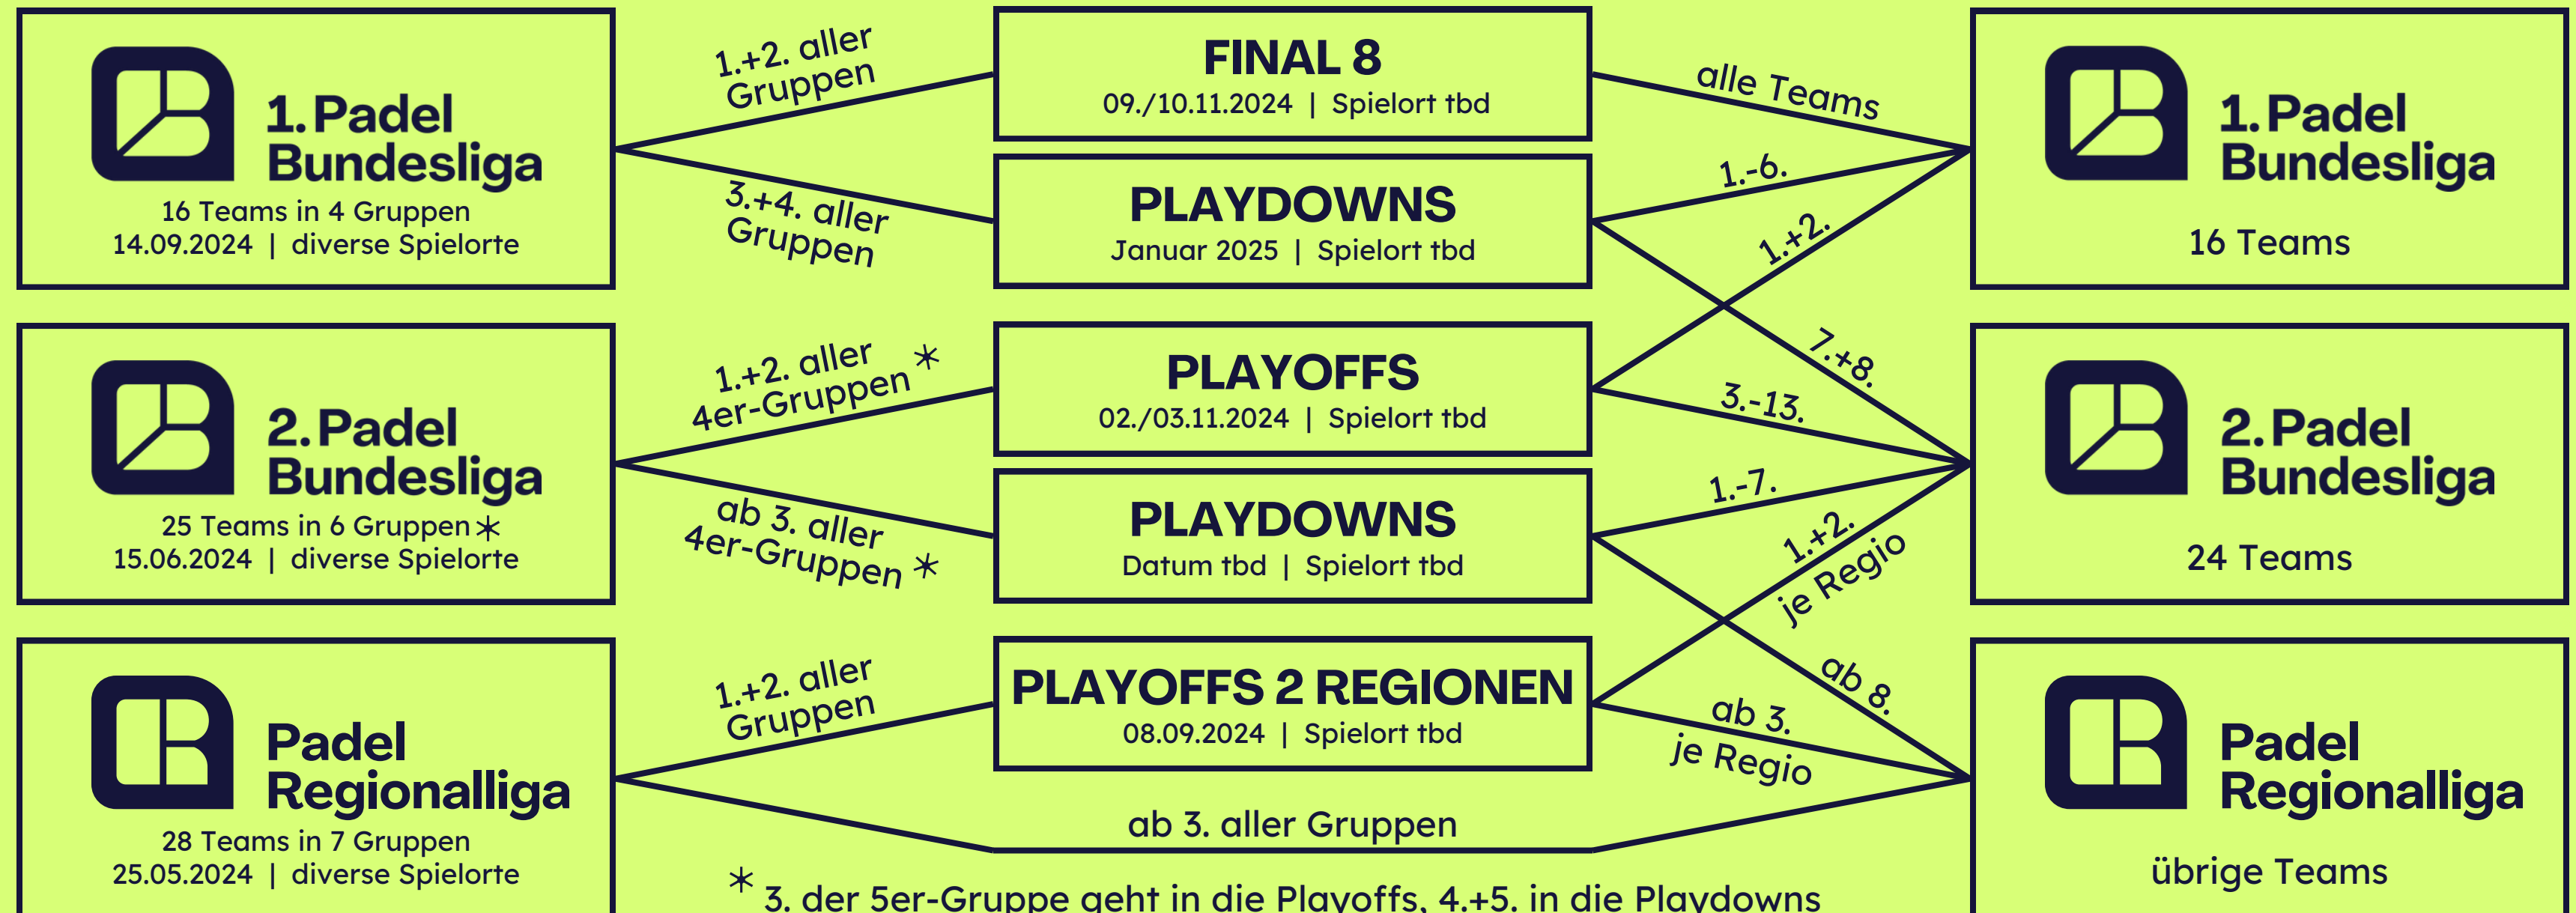 1. Padel
Bundesliga
16 Teams in 4 Gruppen
14.09.2024 | diverse Spielorte
1.+2. aller
Gruppen
3.+4. aller
Gruppen
FINAL 8
09./10.11.2024 | Spielort tbd
PLAYDOWNS
Januar 2025 | Spielort tbd
alle Teams
1.-6.
1.+2.
1. Padel
Bundesliga
16 Teams
2. Padel
Bundesliga
25 Teams in 6 Gruppen*
15.06.2024 | diverse Spielorte
1.+2. aller
4er-Gruppen *
ab 3. aller
4er-Gruppen *
PLAYOFFS
02./03.11.2024 | Spielort tbd
PLAYDOWNS
Datum tbd | Spielort tbd
7.+8.
3.-13.
1.-7.
1.+2.
je Regio
2. Padel
Bundesliga
24 Teams
Padel
Regionalliga
28 Teams in 7 Gruppen
25.05.2024 | diverse Spielorte
1.+2. aller
Gruppen
PLAYOFFS 2 REGIONEN
08.09.2024 | Spielort tbd
ab 8.
ab 3.
je Regio
ab 3. aller Gruppen
Padel
Regionalliga
übrige Teams
* 3. der 5er-Gruppe geht in die Playoffs, 4.+5. in die Playdowns